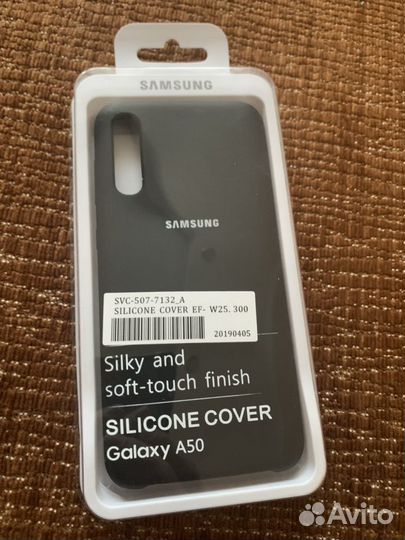 SAMSUNG
SAMSUNG
SVC-507-7132_A
SILICONE COVER EF- W25.300
20190405
Silky and
soft-touch finish
SILICONE COVER
Galaxy A50
Avito